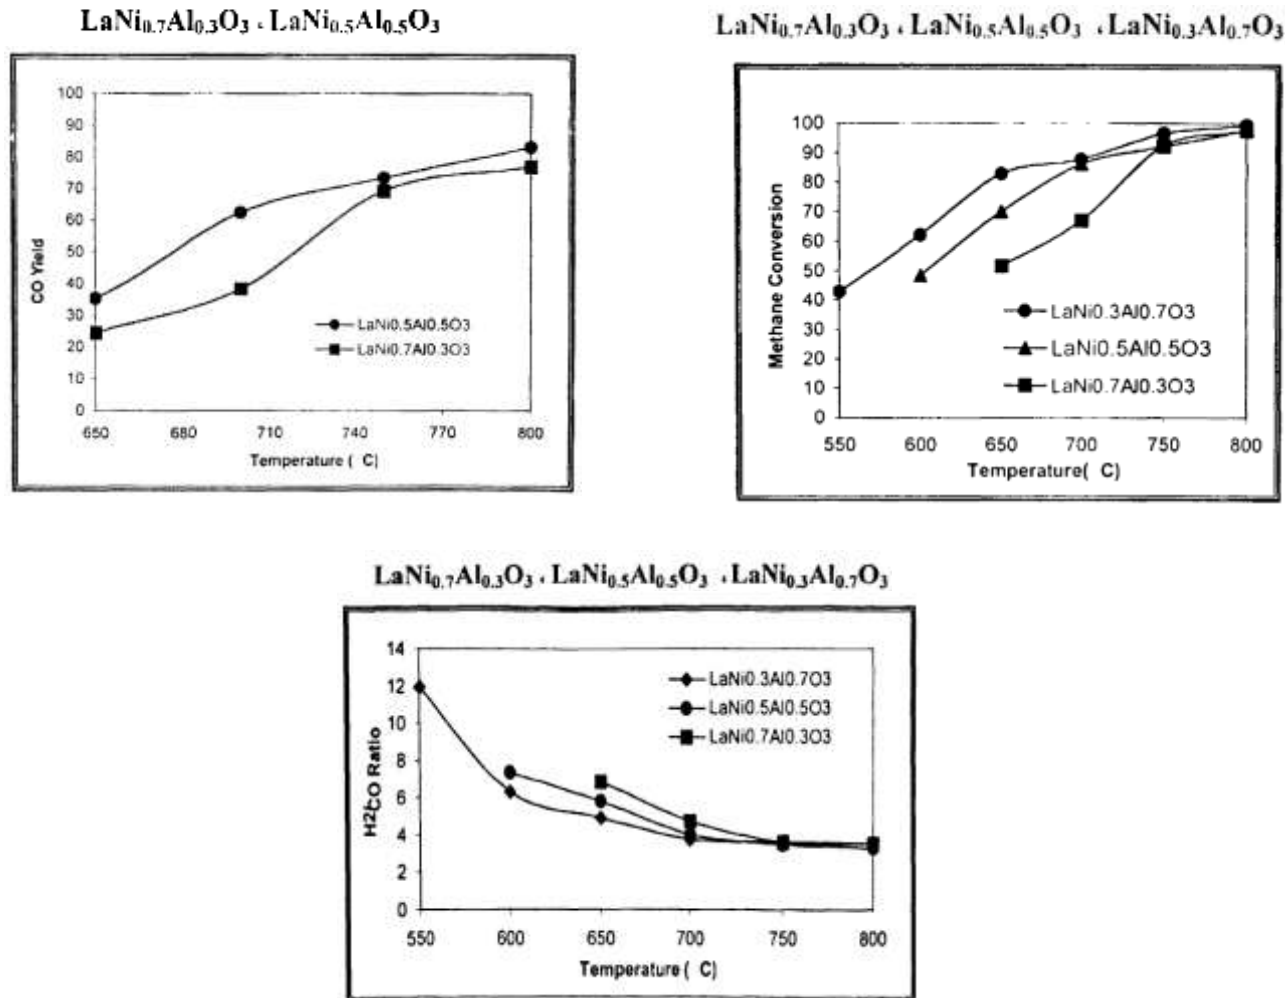 LaNi₀.₇Al₀.₃O₃ ، LaNi₀.₅Al₀.₅O₃
100
90
80
70
60
50
40
30
20
10
0
CO Yield
LaNi0.5Al0.5O3
LaNi0.7Al0.3O3
650 680 710 740 770 800
Temperature ( C)
LaNi₀.₇Al₀.₃O₃ ، LaNi₀.₅Al₀.₅O₃ ، LaNi₀.₃Al₀.₇O₃
100
90
80
70
60
50
40
30
20
10
0
Methane Conversion
LaNi0.3Al0.7O3
LaNi0.5Al0.5O3
LaNi0.7Al0.3O3
550 600 650 700 750 800
Temperature( C)
LaNi₀.₇Al₀.₃O₃ ، LaNi₀.₅Al₀.₅O₃ ، LaNi₀.₃Al₀.₇O₃
14
12
10
8
6
4
2
0
H2/CO Ratio
LaNi0.3Al0.7O3
LaNi0.5Al0.5O3
LaNi0.7Al0.3O3
550 600 650 700 750 800
Temperature ( C)